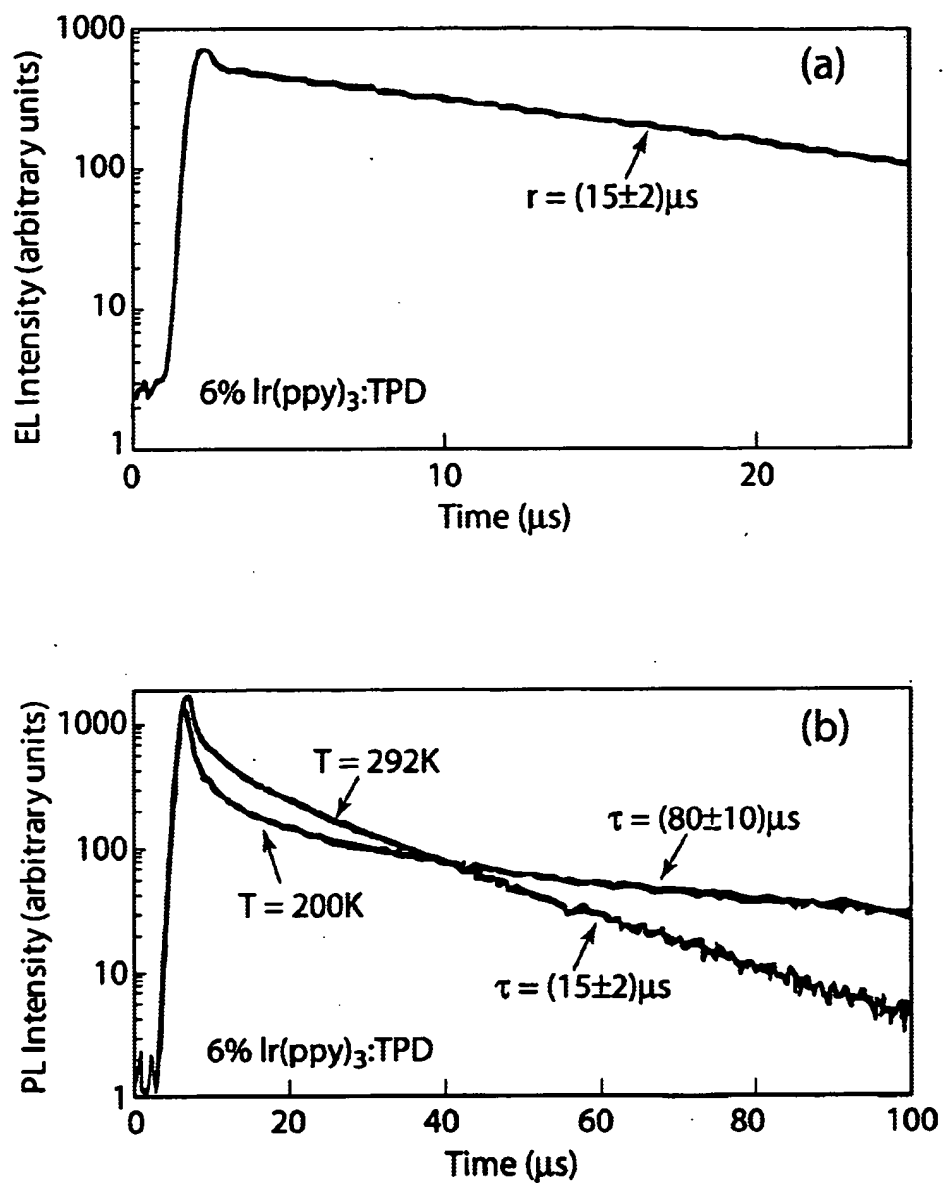 (a)
EL Intensity (arbitrary units)
1000
100
10
1
r = (15±2)μs
6% Ir(ppy)3:TPD
0 10 20
Time (μs)
(b)
PL Intensity (arbitrary units)
1000
100
10
1
T = 292K
τ = (80±10)μs
T = 200K
τ = (15±2)μs
6% Ir(ppy)3:TPD
0 20 40 60 80 100
Time (μs)